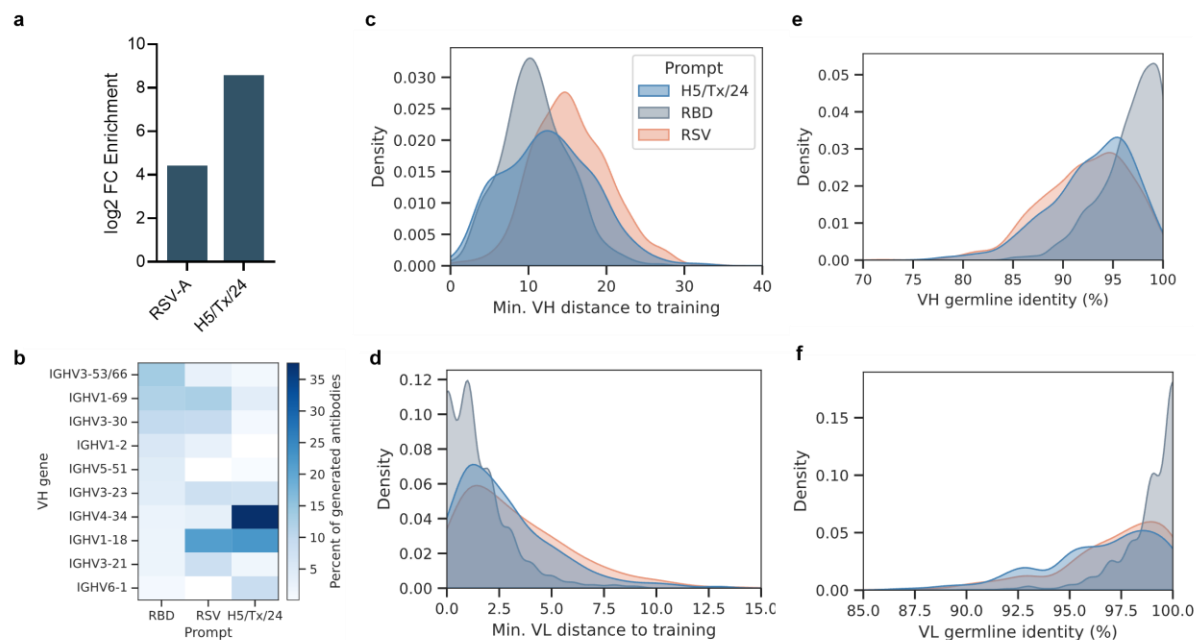 a
log2 FC Enrichment
10
8
6
4
2
0
RSV-A
H5/Tx/24
b
VH gene
IGHV3-53/66
IGHV1-69
IGHV3-30
IGHV1-2
IGHV5-51
IGHV3-23
IGHV4-34
IGHV1-18
IGHV3-21
IGHV6-1
RBD
RSV
H5/Tx/24
Prompt
35
30
25
20
15
10
5
Percent of generated antibodies
c
Density
0.030
0.025
0.020
0.015
0.010
0.005
0.000
0
10
20
30
40
Min. VH distance to training
Prompt
H5/Tx/24
RBD
RSV
d
Density
0.12
0.10
0.08
0.06
0.04
0.02
0.00
0.0
2.5
5.0
7.5
10.0
12.5
15.0
Min. VL distance to training
e
Density
0.05
0.04
0.03
0.02
0.01
0.00
70
75
80
85
90
95
100
VH germline identity (%)
f
Density
0.15
0.10
0.05
0.00
85.0
87.5
90.0
92.5
95.0
97.5
100.0
VL germline identity (%)